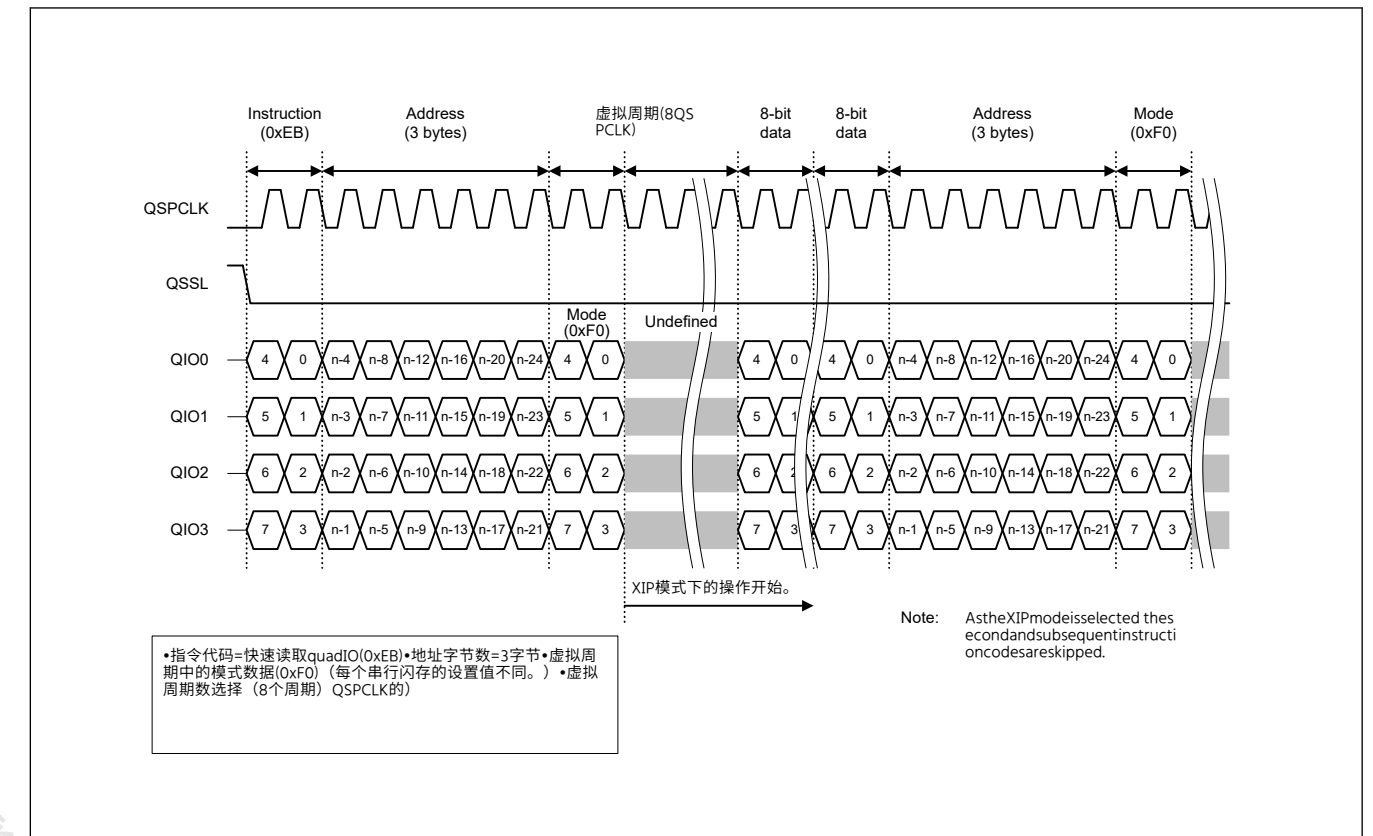 Instruction
(0xEB)
Address
(3 bytes)
虚拟周期(8QS
PCLK)
8-bit
data
8-bit
data
Address
(3 bytes)
Mode
(0xF0)
QSPCLK
QSSL
Mode
(0xF0)
Undefined
QIO0 4 0 n-4 n-8 n-12 n-16 n-20 n-24 4 0 4 0 4 0 n-4 n-8 n-12 n-16 n-20 n-24 4 0
QIO1 5 1 n-3 n-7 n-11 n-15 n-19 n-23 5 1 5 1 5 1 n-3 n-7 n-11 n-15 n-19 n-23 5 1
QIO2 6 2 n-2 n-6 n-10 n-14 n-18 n-22 6 2 6 2 6 2 n-2 n-6 n-10 n-14 n-18 n-22 6 2
QIO3 7 3 n-1 n-5 n-9 n-13 n-17 n-21 7 3 7 3 7 3 n-1 n-5 n-9 n-13 n-17 n-21 7 3
XIP模式下的操作开始。
Note: AstheXIPmodeisselected thes
econdandsubsequentinstructi
oncodesareskipped.
•指令代码=快速读取quadIO(0xEB)•地址字节数=3字节•虚拟周
期中的模式数据(0xF0)（每个串行闪存的设置值不同。）•虚拟
周期数选择（8个周期）QSPCLK的)